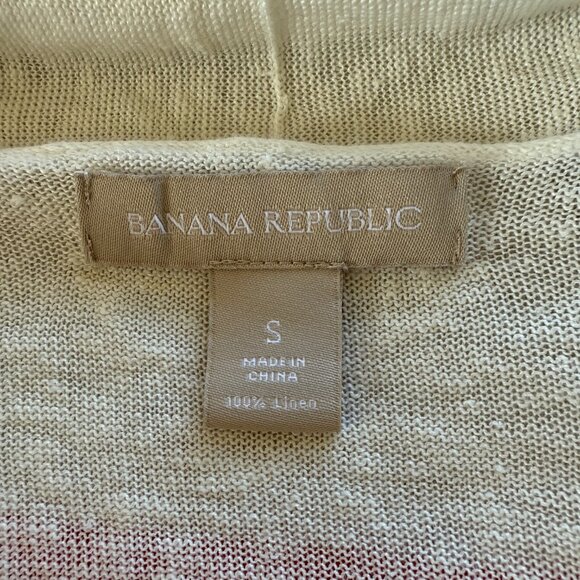 BANANA REPUBLIC
S
MADE IN
CHINA
100% Linen